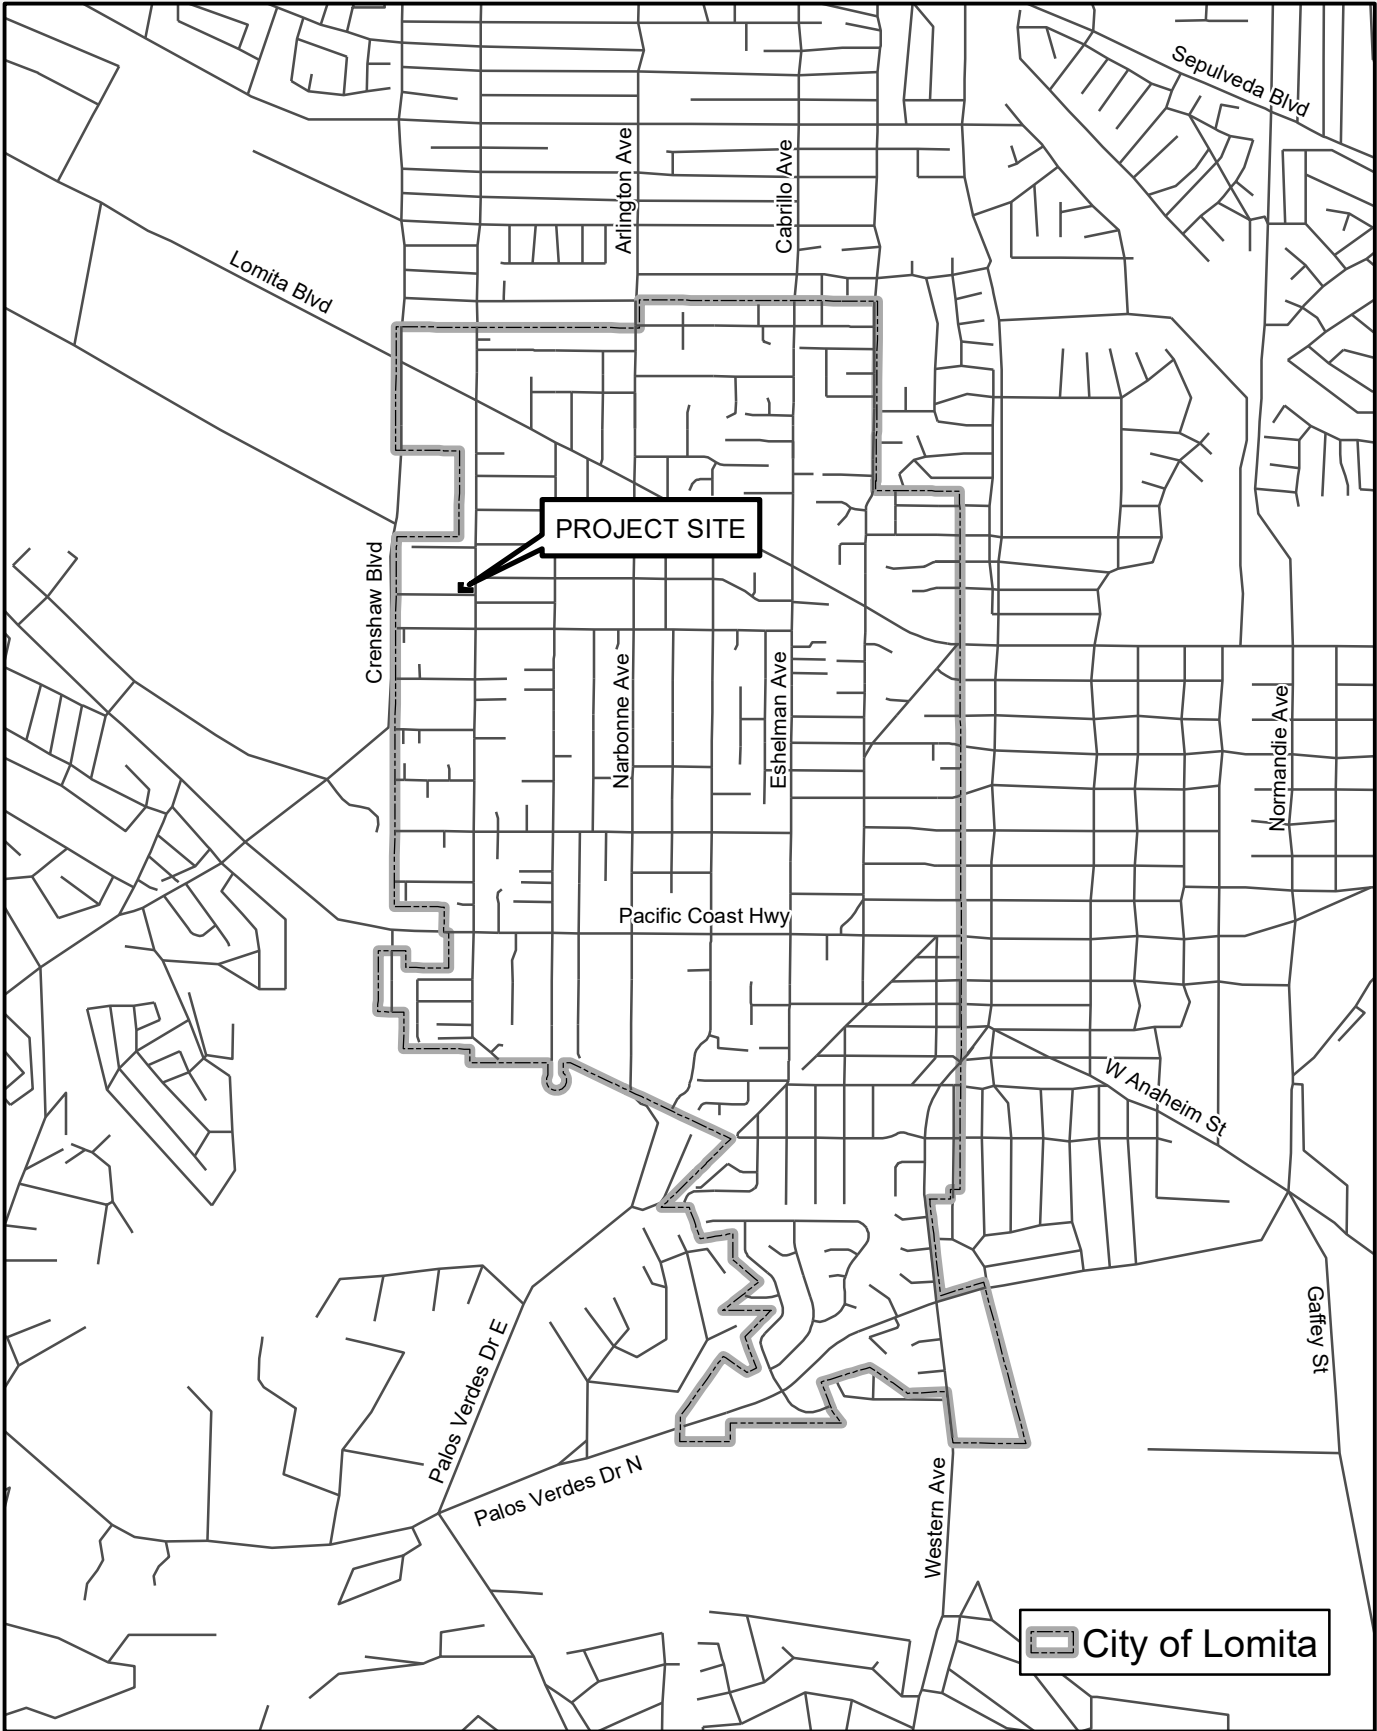 Sepulveda Blvd
Arlington Ave
Cabrillo Ave
Lomita Blvd
PROJECT SITE
Crenshaw Blvd
Narbonne Ave
Eshelman Ave
Normandie Ave
Pacific Coast Hwy
W Anaheim St
Gaffey St
Palos Verdes Dr E
Palos Verdes Dr N
Western Ave
City of Lomita